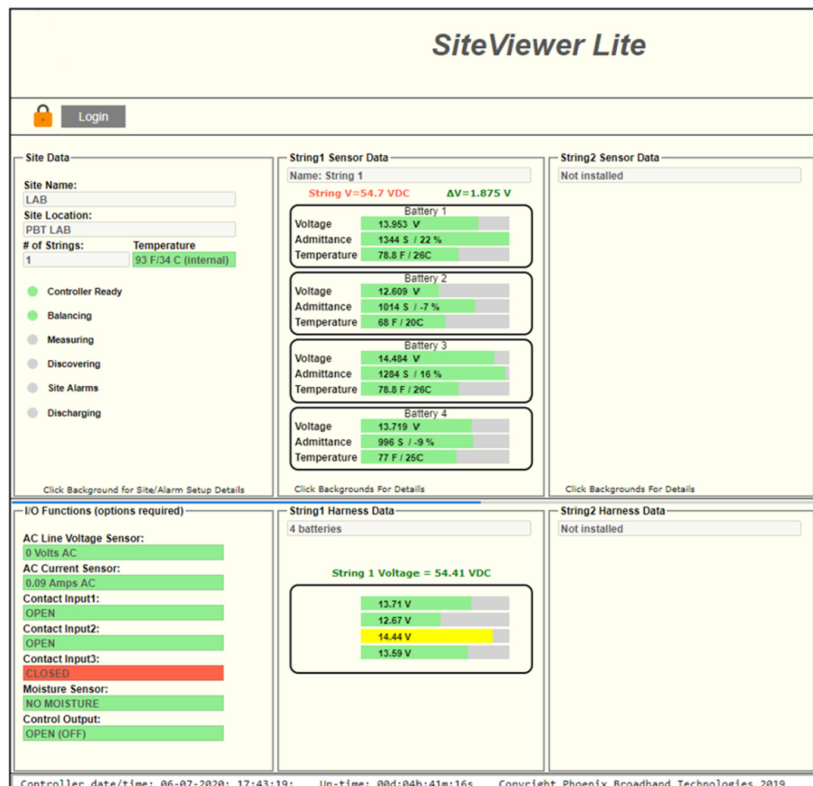 SiteViewer Lite
Login
Site Data
Site Name:
LAB
Site Location:
PBT LAB
# of Strings: Temperature
1 93 F/34 C (internal)
Controller Ready
Balancing
Measuring
Discovering
Site Alarms
Discharging
Click Background for Site/Alarm Setup Details
String1 Sensor Data
Name: String 1
String V=54.7 VDC ΔV=1.875 V
Battery 1
Voltage 13.953 V
Admittance 1344 S / 22 %
Temperature 78.8 F / 26C
Battery 2
Voltage 12.609 V
Admittance 1014 S / -7 %
Temperature 68 F / 20C
Battery 3
Voltage 14.484 V
Admittance 1284 S / 16 %
Temperature 78.8 F / 26C
Battery 4
Voltage 13.719 V
Admittance 996 S / -9 %
Temperature 77 F / 25C
Click Backgrounds For Details
String2 Sensor Data
Not installed
Click Backgrounds For Details
I/O Functions (options required)
AC Line Voltage Sensor:
0 Volts AC
AC Current Sensor:
0.09 Amps AC
Contact Input1:
OPEN
Contact Input2:
OPEN
Contact Input3:
CLOSED
Moisture Sensor:
NO MOISTURE
Control Output:
OPEN (OFF)
String1 Harness Data
4 batteries
String 1 Voltage = 54.41 VDC
13.71 V
12.67 V
14.44 V
13.59 V
String2 Harness Data
Not installed
Controller date/time: 06-07-2020; 17:43:19; Up-time: 00d:04h:41m:16s Copyright Phoenix Broadband Technologies 2019